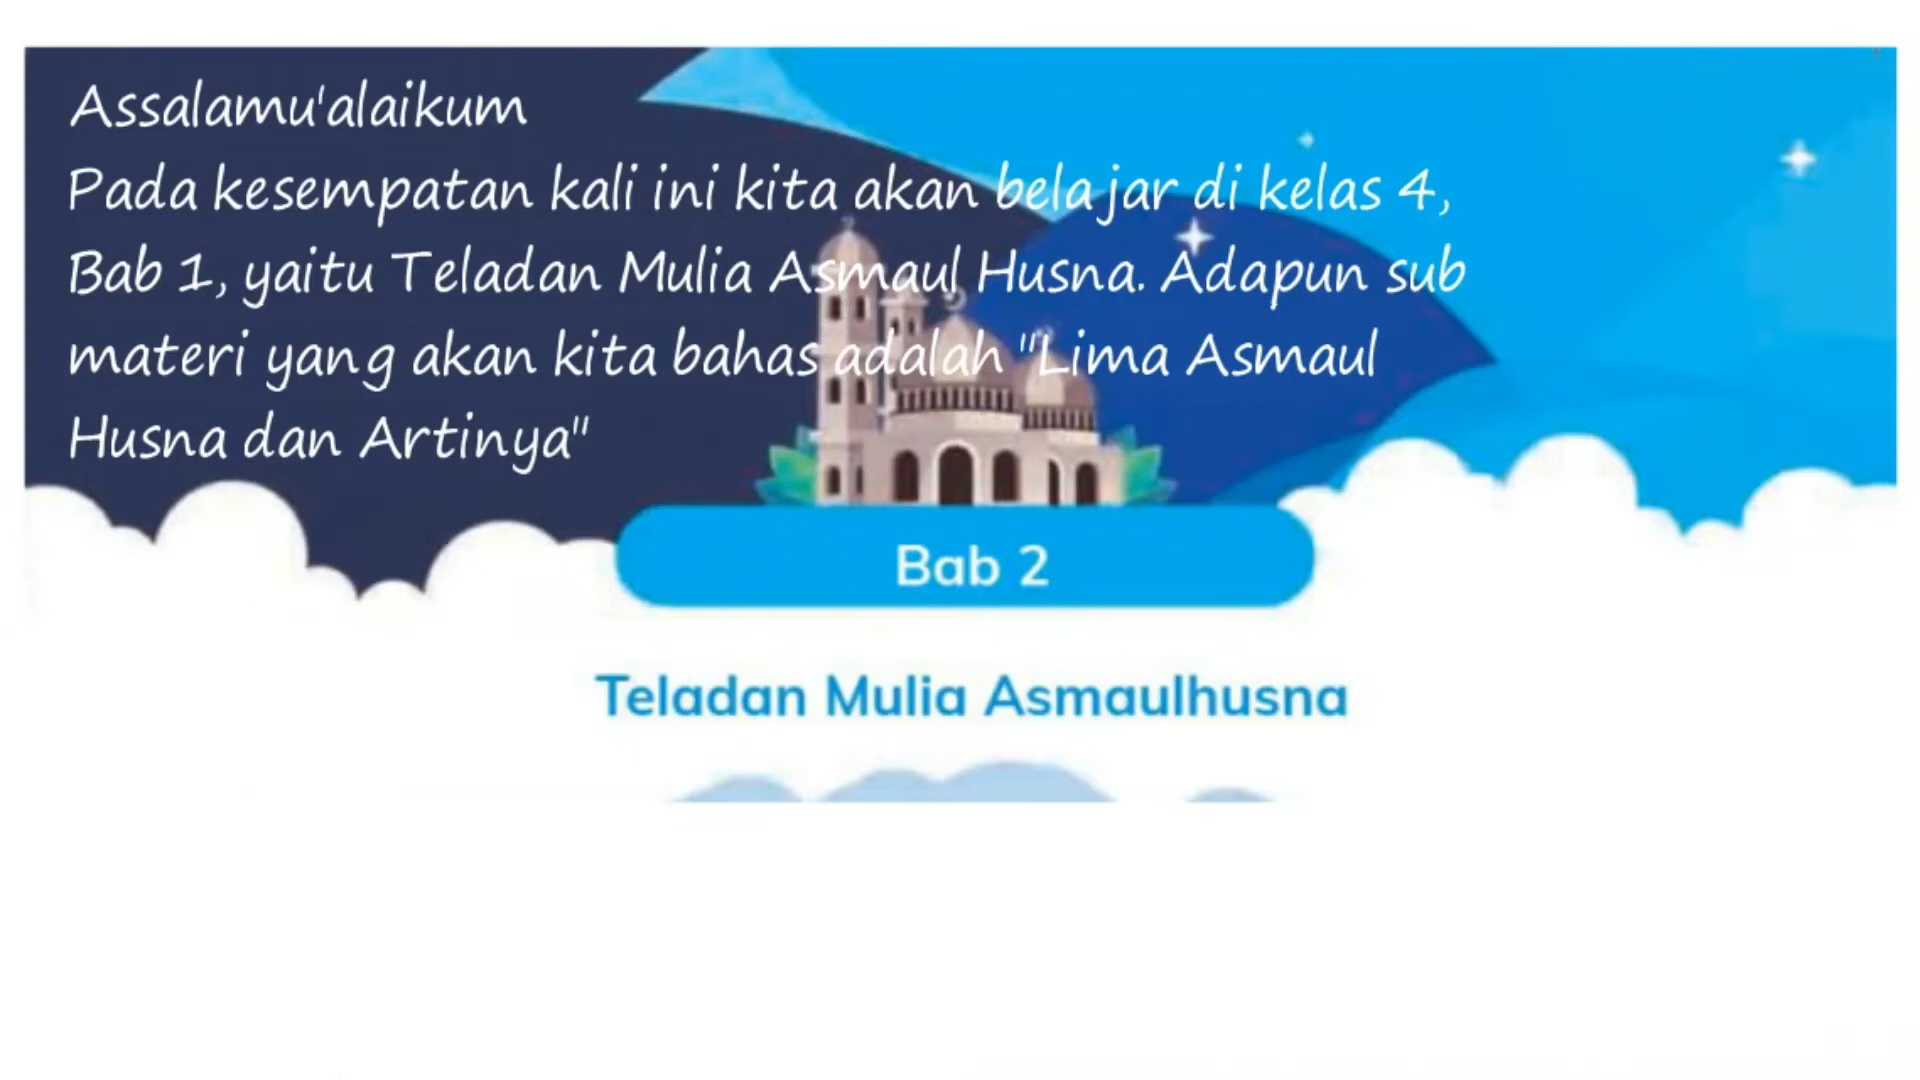 Assalamu'alaikum
Pada kesempatan kali ini kita akan belajar di kelas 4,
Bab 1, yaitu Teladan Mulia Asmaul Husna. Adapun sub
materi yang akan kita bahas adalah "Lima Asmaul
Husna dan Artinya"
Bab 2
Teladan Mulia Asmaulhusna